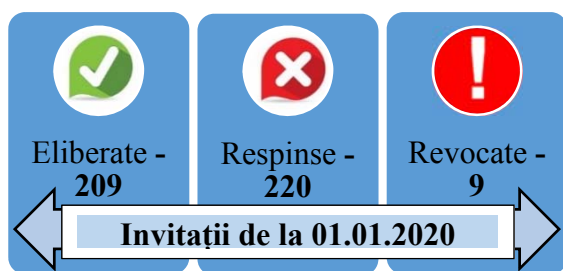 Eliberate -
209
Respinse -
220
Revocate -
9
Invitații de la 01.01.2020